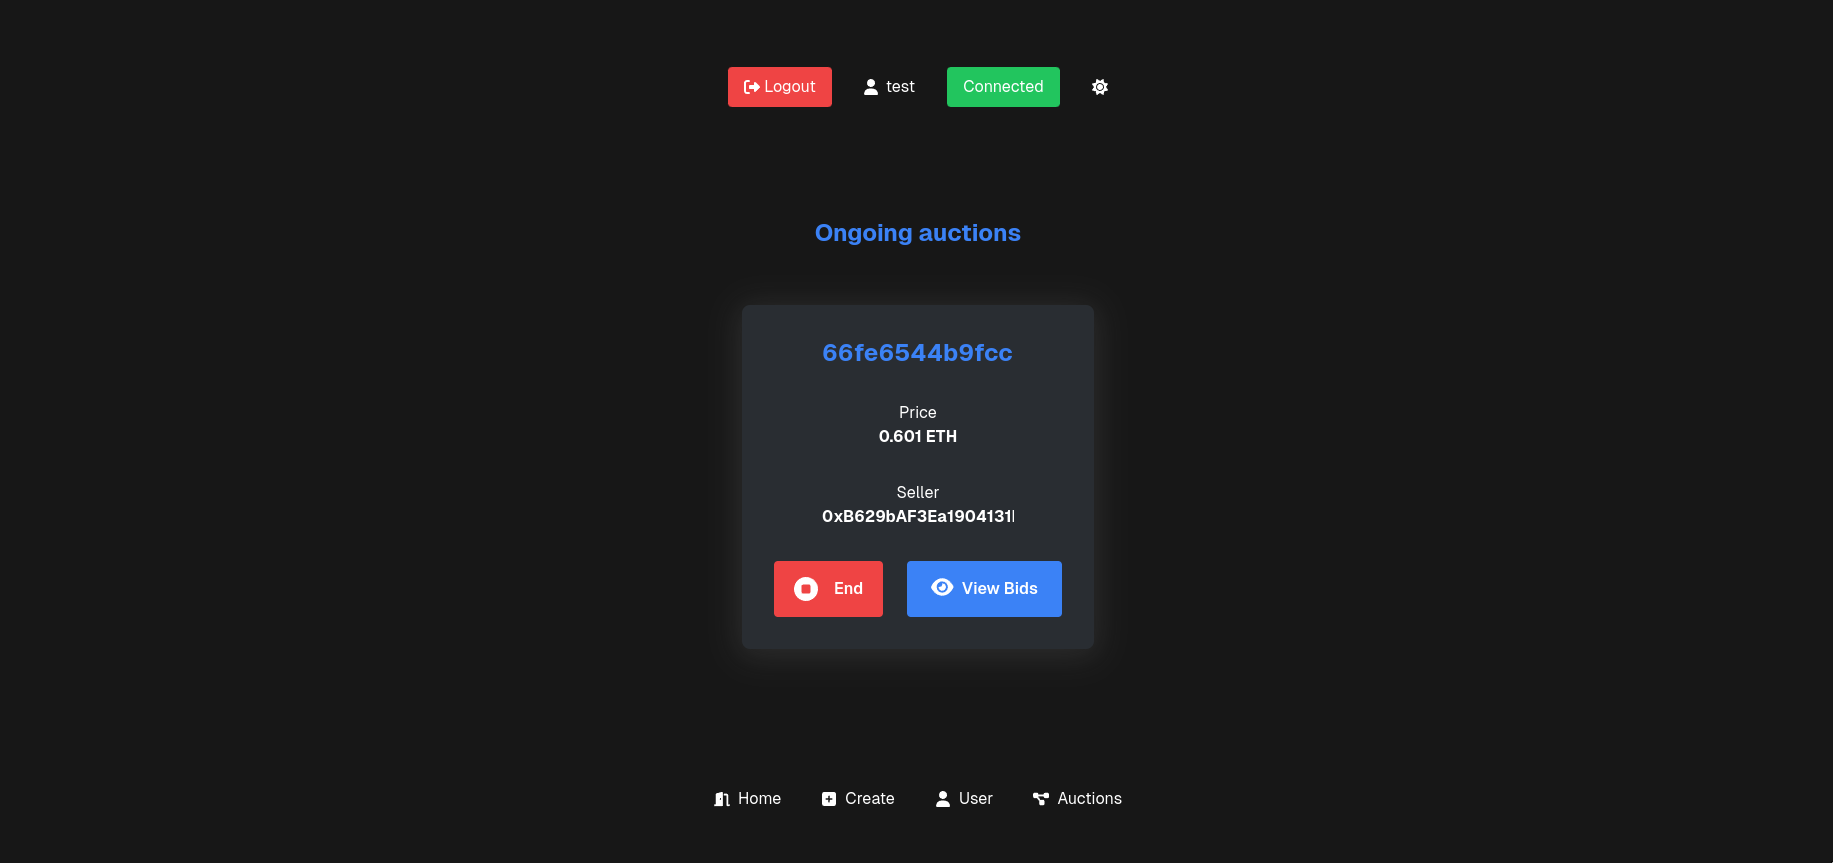 Logout test Connected
Ongoing auctions
66fe6544b9fcc
Price
0.601 ETH
Seller
0xB629bAF3Ea1904131
End View Bids
Home Create User Auctions